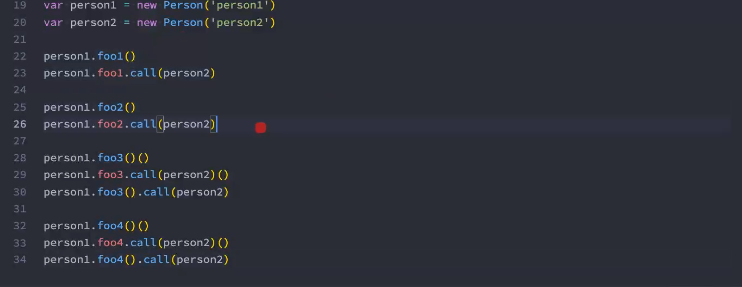 19 var person1 = new Person('person1')
20 var person2 = new Person('person2')
21
22 person1.foo1()
23 person1.foo1.call(person2)
24
25 person1.foo2()
26 person1.foo2.call(person2)
27
28 person1.foo3()()
29 person1.foo3.call(person2)()
30 person1.foo3().call(person2)
31
32 person1.foo4()()
33 person1.foo4.call(person2)()
34 person1.foo4().call(person2)